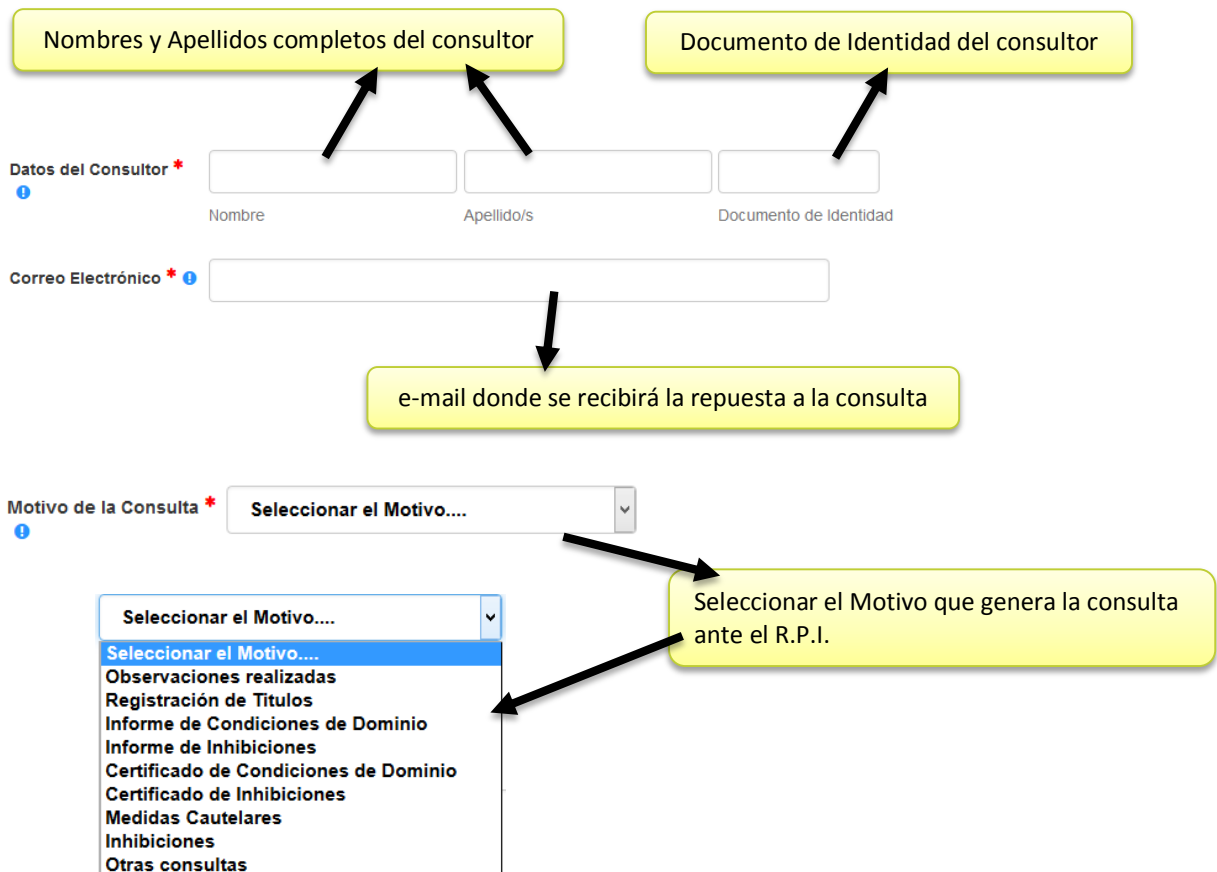 Nombres y Apellidos completos del consultor
Documento de Identidad del consultor
Datos del Consultor *
Nombre
Apellido/s
Documento de Identidad
Correo Electrónico *
e-mail donde se recibirá la repuesta a la consulta
Motivo de la Consulta *
Seleccionar el Motivo....
Seleccionar el Motivo que genera la consulta
ante el R.P.I.
Seleccionar el Motivo....
Seleccionar el Motivo....
Observaciones realizadas
Registración de Titulos
Informe de Condiciones de Dominio
Informe de Inhibiciones
Certificado de Condiciones de Dominio
Certificado de Inhibiciones
Medidas Cautelares
Inhibiciones
Otras consultas